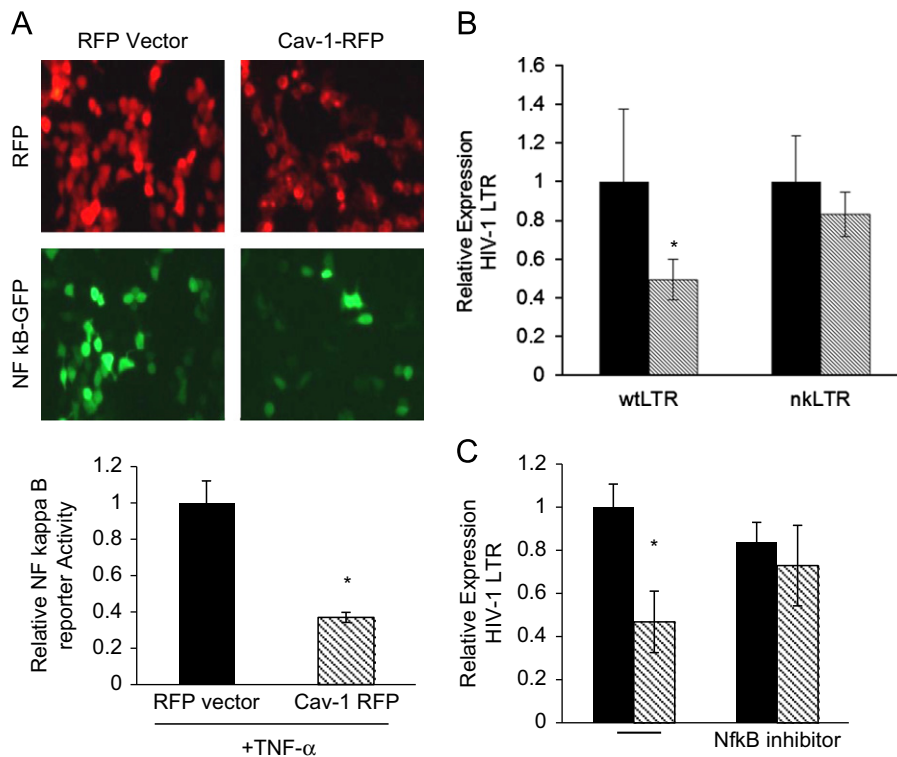 A
RFP Vector
Cav-1-RFP
RFP
NF kB-GFP
Relative NF kappa B
reporter Activity
1.2
1
0.8
0.6
0.4
0.2
0
*
RFP vector
Cav-1 RFP
+TNF-α
B
Relative Expression
HIV-1 LTR
1.6
1.4
1.2
1
0.8
0.6
0.4
0.2
0
*
wtLTR
nkLTR
C
Relative Expression
HIV-1 LTR
1.2
1
0.8
0.6
0.4
0.2
0
*
NfkB inhibitor